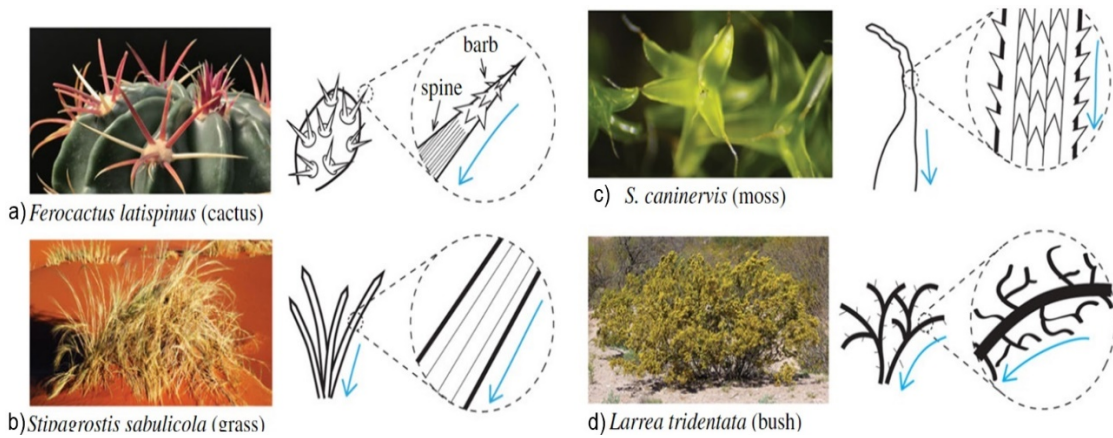 barb
spine
a) Ferocactus latispinus (cactus)
c) S. caninervis (moss)
b) Stipagrostis sabulicola (grass)
d) Larrea tridentata (bush)